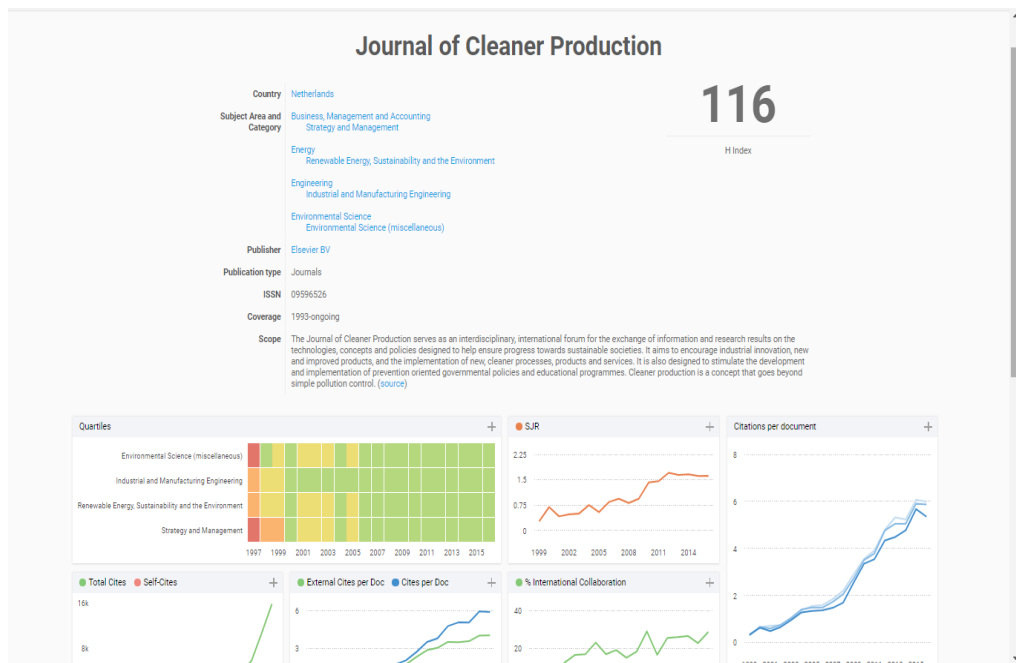 Journal of Cleaner Production
Country Netherlands
116
H Index
Subject Area and Category
Business, Management and Accounting
Strategy and Management
Energy
Renewable Energy, Sustainability and the Environment
Engineering
Industrial and Manufacturing Engineering
Environmental Science
Environmental Science (miscellaneous)
Publisher Elsevier BV
Publication type Journals
ISSN 09596526
Coverage 1993-ongoing
Scope The Journal of Cleaner Production serves as an interdisciplinary, international forum for the exchange of information and research results on the
technologies, concepts and policies designed to help ensure progress towards sustainable societies. It aims to encourage industrial innovation, new
and improved products, and the implementation of new, cleaner processes, products and services. It is also designed to stimulate the development
and implementation of prevention oriented governmental policies and educational programmes. Cleaner production is a concept that goes beyond
simple pollution control. (source)
Quartiles
Environmental Science (miscellaneous)
Industrial and Manufacturing Engineering
Renewable Energy, Sustainability and the Environment
Strategy and Management
1997 1999 2001 2003 2005 2007 2009 2011 2013 2015
SJR
2.25
1.5
0.75
0
1999 2002 2005 2008 2011 2014
Citations per document
8
6
4
2
0
Total Cites Self-Cites
16k
8k
External Cites per Doc Cites per Doc
6
3
% International Collaboration
40
20